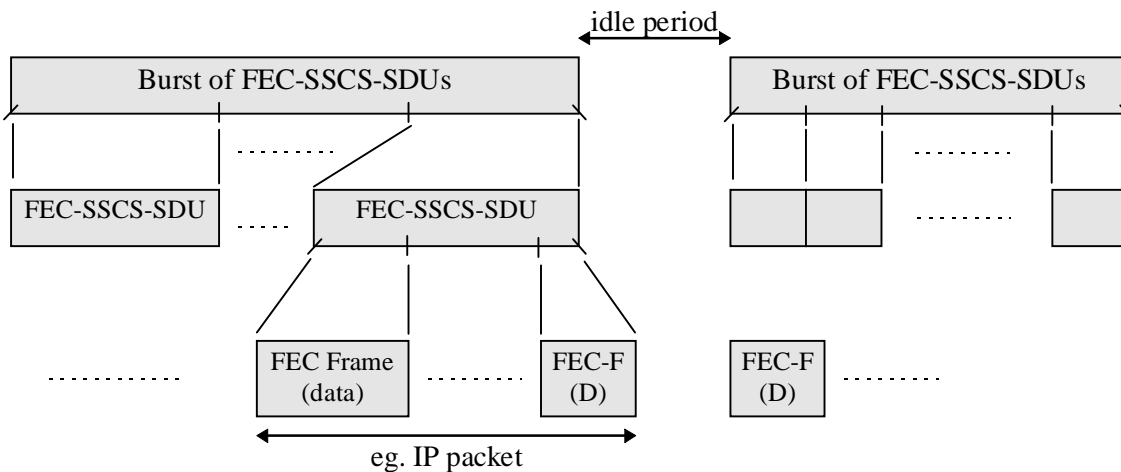 idle period
Burst of FEC-SSCS-SDUs
Burst of FEC-SSCS-SDUs
FEC-SSCS-SDU
FEC-SSCS-SDU
FEC Frame
(data)
FEC-F
(D)
FEC-F
(D)
eg. IP packet